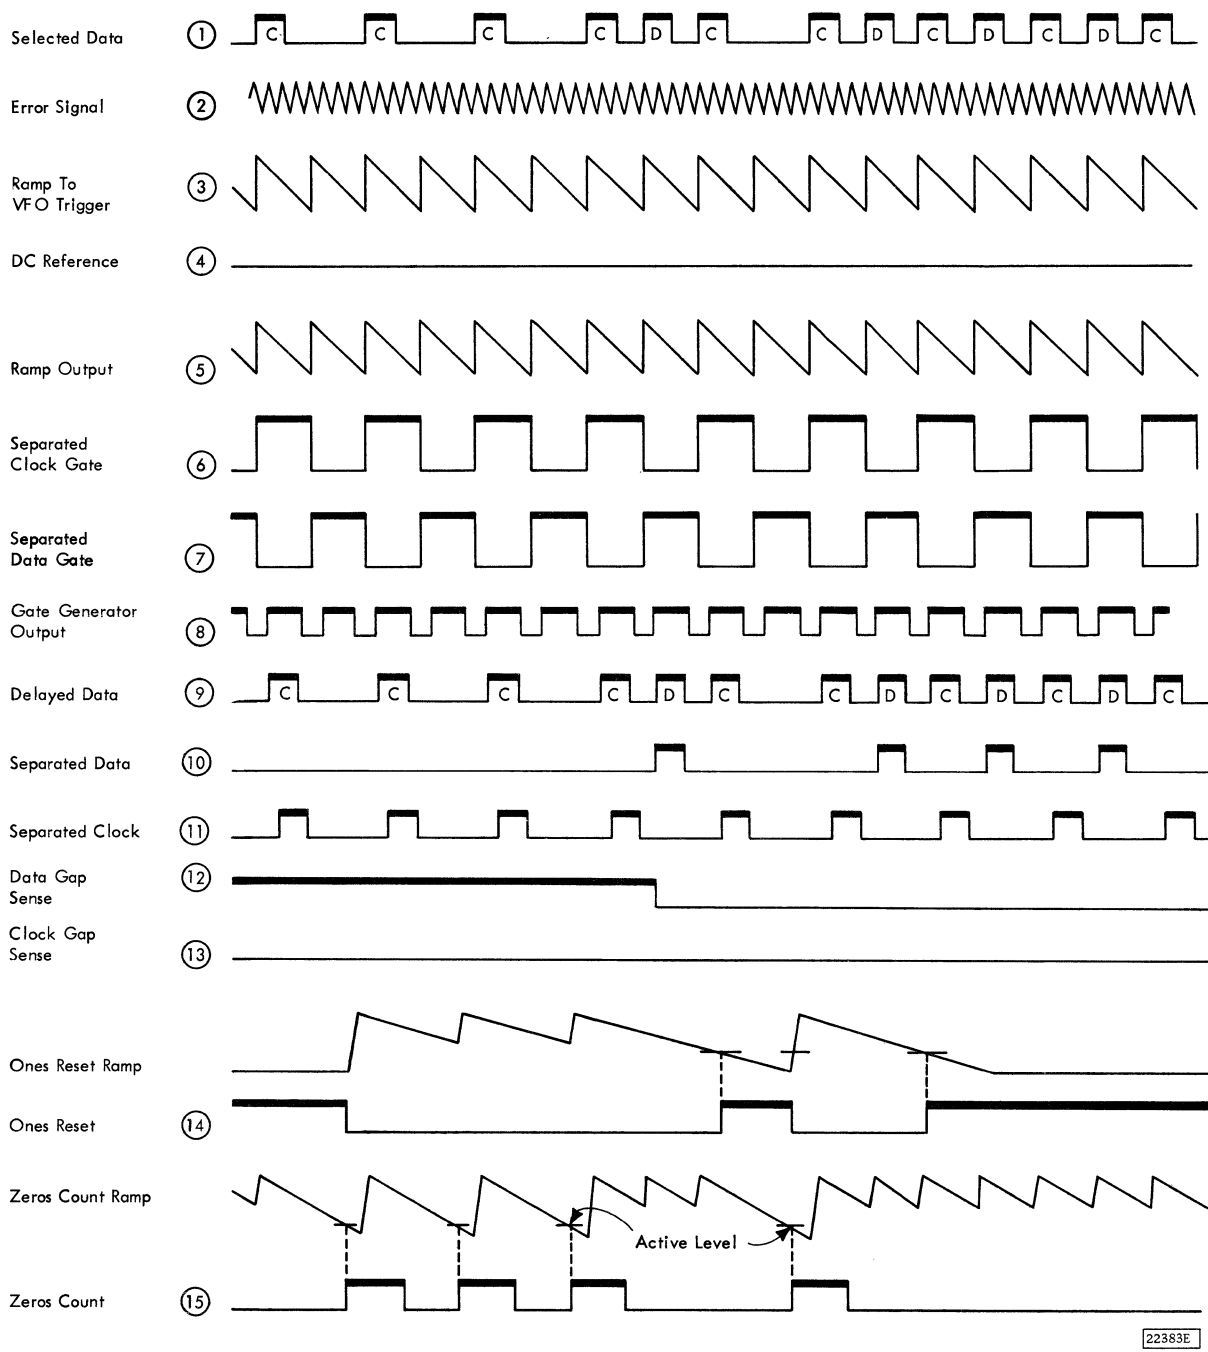 Selected Data 1 C C C C D C C D C D C D C
Error Signal 2
Ramp To
VFO Trigger 3
DC Reference 4
Ramp Output 5
Separated
Clock Gate 6
Separated
Data Gate 7
Gate Generator
Output 8
Delayed Data 9 C C C C D C C D C D C D C
Separated Data 10
Separated Clock 11
Data Gap
Sense 12
Clock Gap
Sense 13
Ones Reset Ramp
Ones Reset 14
Zeros Count Ramp
Active Level
Zeros Count 15
22383E